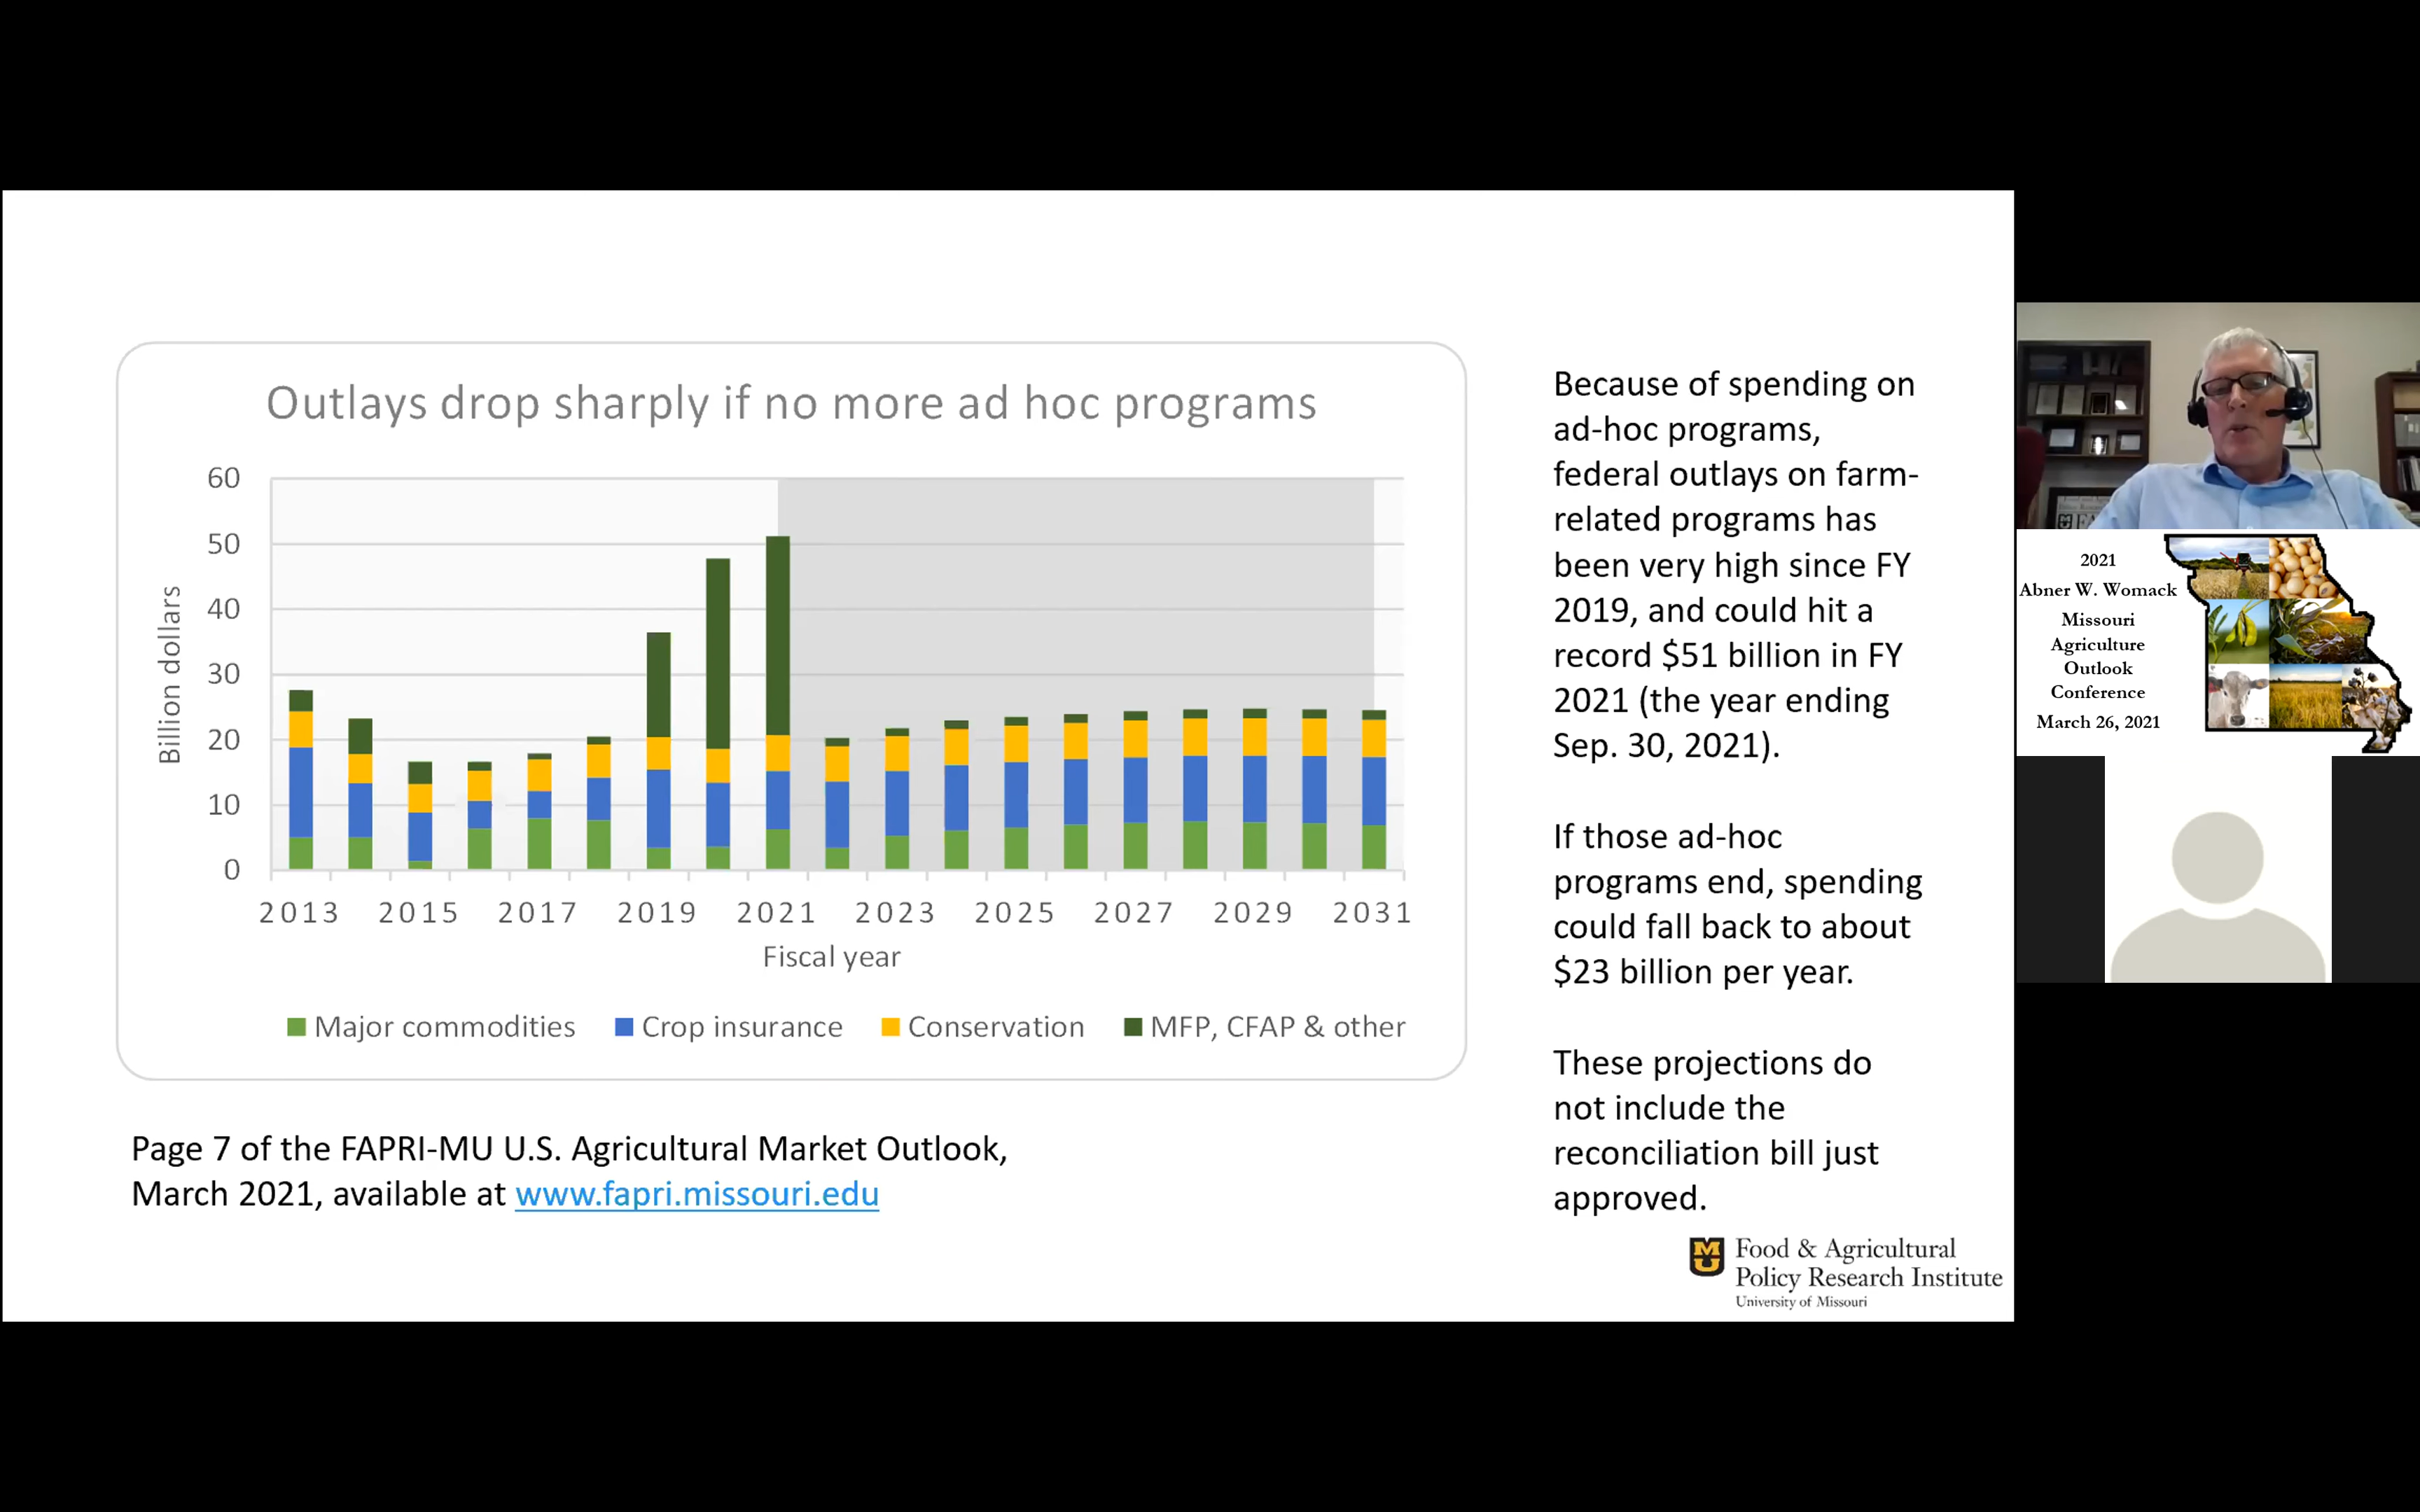 Outlays drop sharply if no more ad hoc programs
60
50
40
30
20
10
0
Billion dollars
2013 2015 2017 2019 2021 2023 2025 2027 2029 2031
Fiscal year
Major commodities Crop insurance Conservation MFP, CFAP & other
Page 7 of the FAPRI-MU U.S. Agricultural Market Outlook,
March 2021, available at www.fapri.missouri.edu
Because of spending on
ad-hoc programs,
federal outlays on farm-
related programs has
been very high since FY
2019, and could hit a
record $51 billion in FY
2021 (the year ending
Sep. 30, 2021).
If those ad-hoc
programs end, spending
could fall back to about
$23 billion per year.
These projections do
not include the
reconciliation bill just
approved.
MU
Food & Agricultural
Policy Research Institute
University of Missouri
2021
Abner W. Womack
Missouri
Agriculture
Outlook
Conference
March 26, 2021